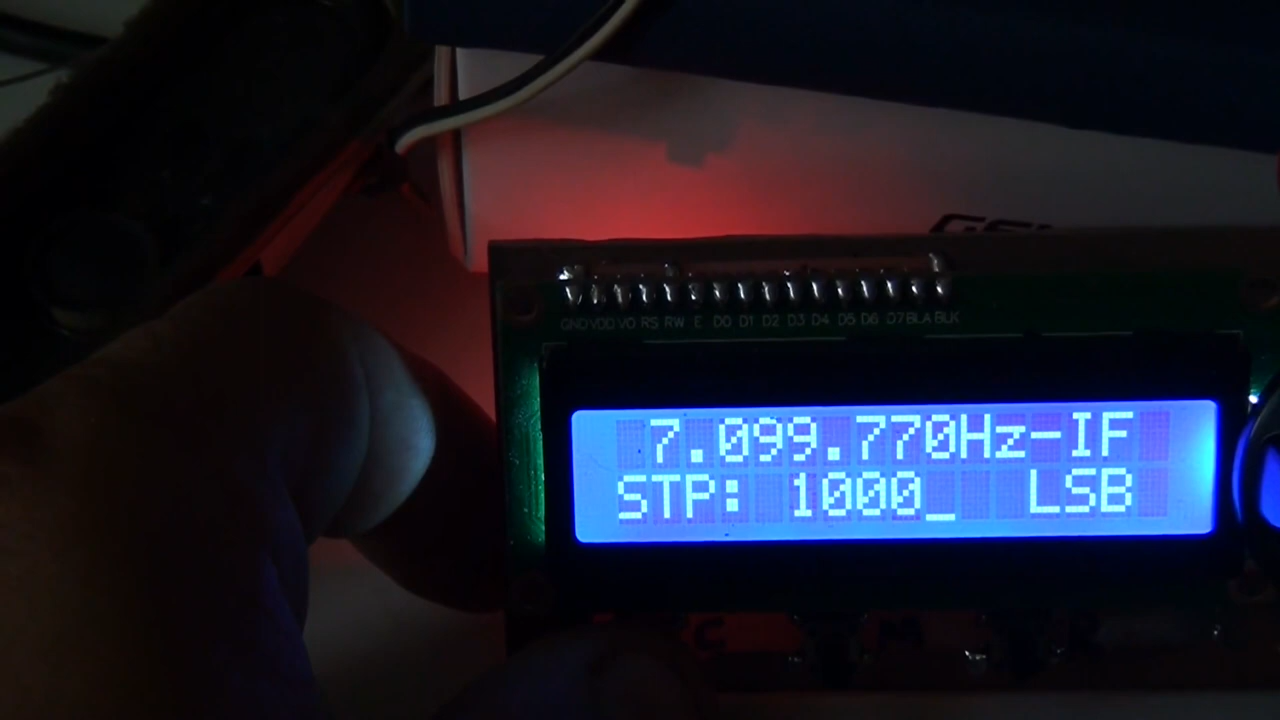 GND VDD VO RS RW E D0 D1 D2 D3 D4 D5 D6 D7 BLA BLK
7.099.770Hz-IF
STP: 1000_ LSB
C